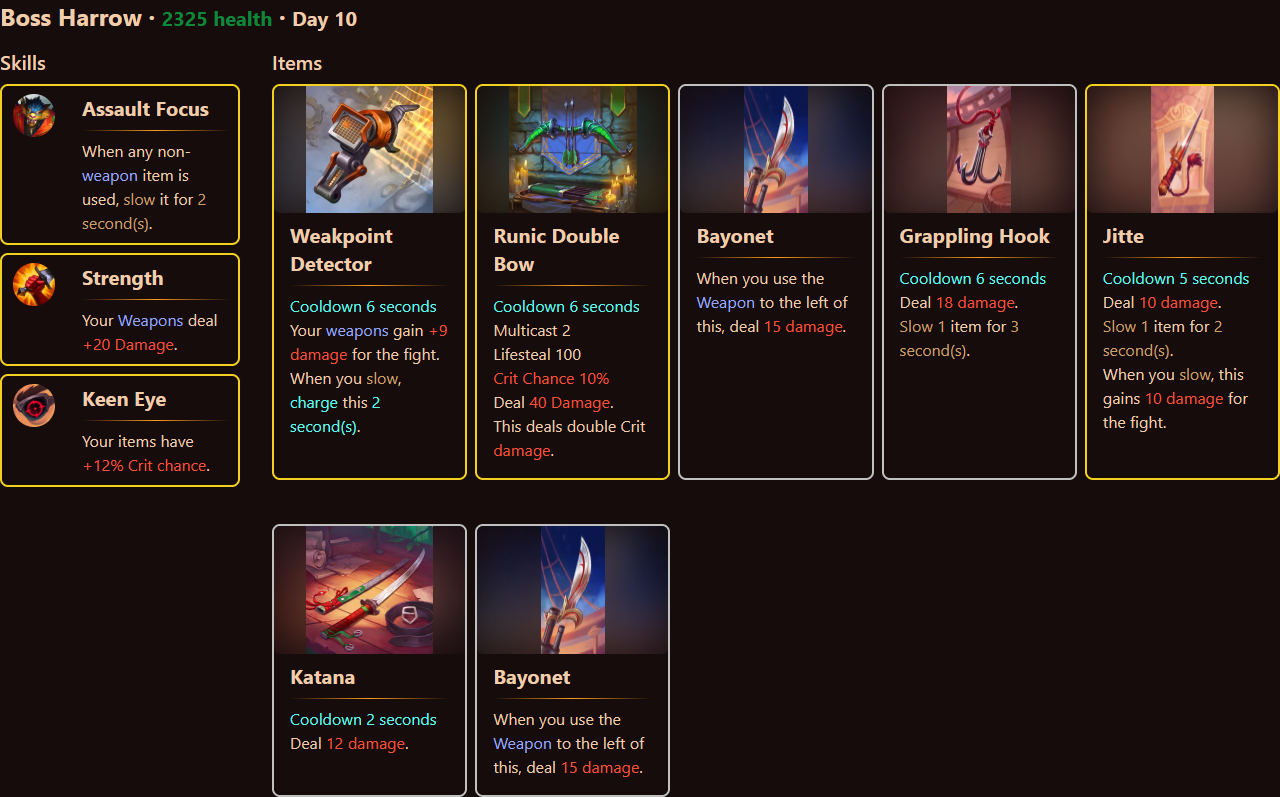 Boss Harrow · 2325 health · Day 10
Skills
Assault Focus
When any non-
weapon item is
used, slow it for 2
second(s).
Strength
Your Weapons deal
+20 Damage.
Keen Eye
Your items have
+12% Crit chance.
Items
Weakpoint
Detector
Cooldown 6 seconds
Your weapons gain +9
damage for the fight.
When you slow,
charge this 2
second(s).
Runic Double
Bow
Cooldown 6 seconds
Multicast 2
Lifesteal 100
Crit Chance 10%
Deal 40 Damage.
This deals double Crit
damage.
Bayonet
When you use the
Weapon to the left of
this, deal 15 damage.
Grappling Hook
Cooldown 6 seconds
Deal 18 damage.
Slow 1 item for 3
second(s).
Jitte
Cooldown 5 seconds
Deal 10 damage.
Slow 1 item for 2
second(s).
When you slow, this
gains 10 damage for
the fight.
Katana
Cooldown 2 seconds
Deal 12 damage.
Bayonet
When you use the
Weapon to the left of
this, deal 15 damage.